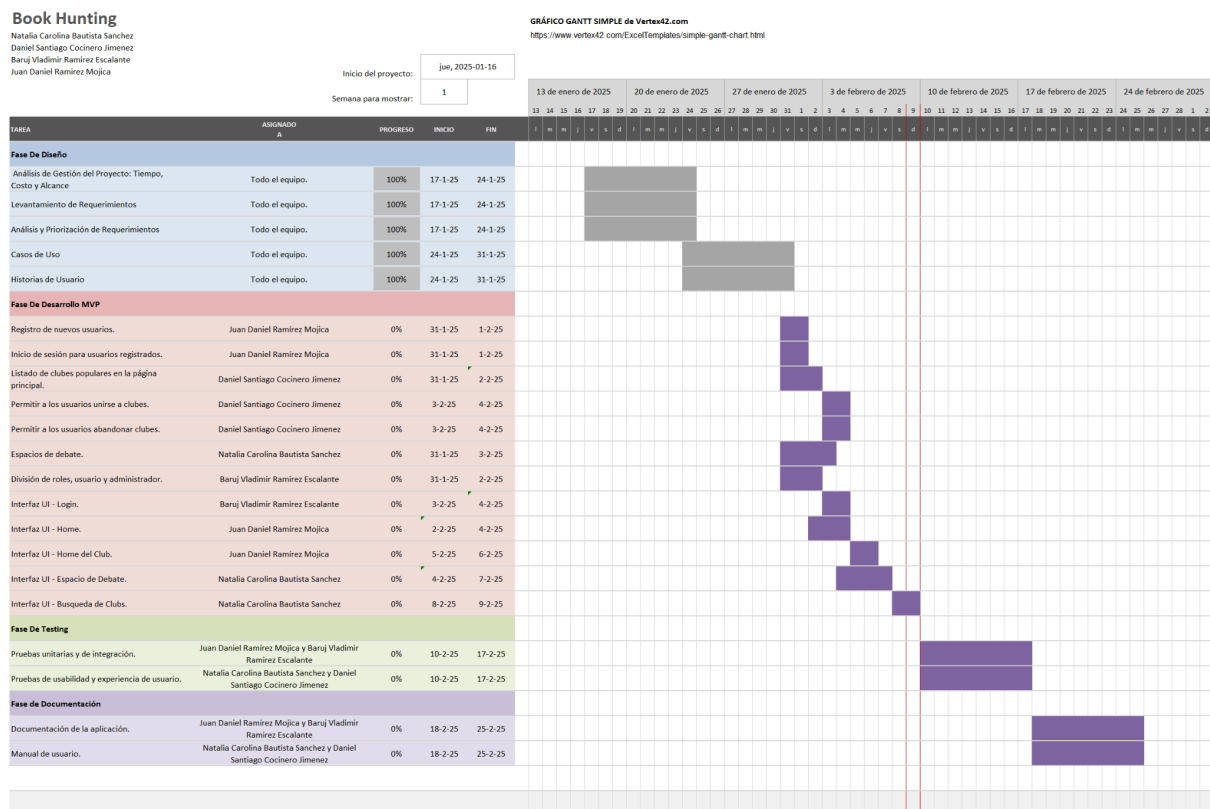 Book Hunting
Natalia Carolina Bautista Sanchez
Daniel Santiago Cocinero Jimenez
Baruj Vladimir Ramirez Escalante
Juan Daniel Ramirez Mojica
GRÁFICO GANTT SIMPLE de Vertex42.com
https://www.vertex42.com/ExcelTemplates/simple-gantt-chart.html
Inicio del proyecto: jue, 2025-01-16
Semana para mostrar: 1
13 de enero de 2025 20 de enero de 2025 27 de enero de 2025 3 de febrero de 2025 10 de febrero de 2025 17 de febrero de 2025 24 de febrero de 2025
13 14 15 16 17 18 19 20 21 22 23 24 25 26 27 28 29 30 31 1 2 3 4 5 6 7 8 9 10 11 12 13 14 15 16 17 18 19 20 21 22 23 24 25 26 27 28 1 2
TAREA ASIGNADO A PROGRESO INICIO FIN l m m j v s d l m m j v s d l m m j v s d l m m j v s d l m m j v s d l m m j v s d l m m j v s d
Fase De Diseño
Análisis de Gestión del Proyecto: Tiempo,
Costo y Alcance Todo el equipo. 100% 17-1-25 24-1-25
Levantamiento de Requerimientos Todo el equipo. 100% 17-1-25 24-1-25
Análisis y Priorización de Requerimientos Todo el equipo. 100% 17-1-25 24-1-25
Casos de Uso Todo el equipo. 100% 24-1-25 31-1-25
Historias de Usuario Todo el equipo. 100% 24-1-25 31-1-25
Fase De Desarrollo MVP
Registro de nuevos usuarios. Juan Daniel Ramírez Mojica 0% 31-1-25 1-2-25
Inicio de sesión para usuarios registrados. Juan Daniel Ramírez Mojica 0% 31-1-25 1-2-25
Listado de clubes populares en la página
principal. Daniel Santiago Cocinero Jimenez 0% 31-1-25 2-2-25
Permitir a los usuarios unirse a clubes. Daniel Santiago Cocinero Jimenez 0% 3-2-25 4-2-25
Permitir a los usuarios abandonar clubes. Daniel Santiago Cocinero Jimenez 0% 3-2-25 4-2-25
Espacios de debate. Natalia Carolina Bautista Sanchez 0% 31-1-25 3-2-25
División de roles, usuario y administrador. Baruj Vladimir Ramirez Escalante 0% 31-1-25 2-2-25
Interfaz UI - Login. Baruj Vladimir Ramirez Escalante 0% 3-2-25 4-2-25
Interfaz UI - Home. Juan Daniel Ramírez Mojica 0% 2-2-25 4-2-25
Interfaz UI - Home del Club. Juan Daniel Ramírez Mojica 0% 5-2-25 6-2-25
Interfaz UI - Espacio de Debate. Natalia Carolina Bautista Sanchez 0% 4-2-25 7-2-25
Interfaz UI - Busqueda de Clubs. Natalia Carolina Bautista Sanchez 0% 8-2-25 9-2-25
Fase De Testing
Pruebas unitarias y de integración. Juan Daniel Ramírez Mojica y Baruj Vladimir
Ramirez Escalante 0% 10-2-25 17-2-25
Pruebas de usabilidad y experiencia de usuario. Natalia Carolina Bautista Sanchez y Daniel
Santiago Cocinero Jimenez 0% 10-2-25 17-2-25
Fase de Documentación
Documentación de la aplicación. Juan Daniel Ramírez Mojica y Baruj Vladimir
Ramirez Escalante 0% 18-2-25 25-2-25
Manual de usuario. Natalia Carolina Bautista Sanchez y Daniel
Santiago Cocinero Jimenez 0% 18-2-25 25-2-25